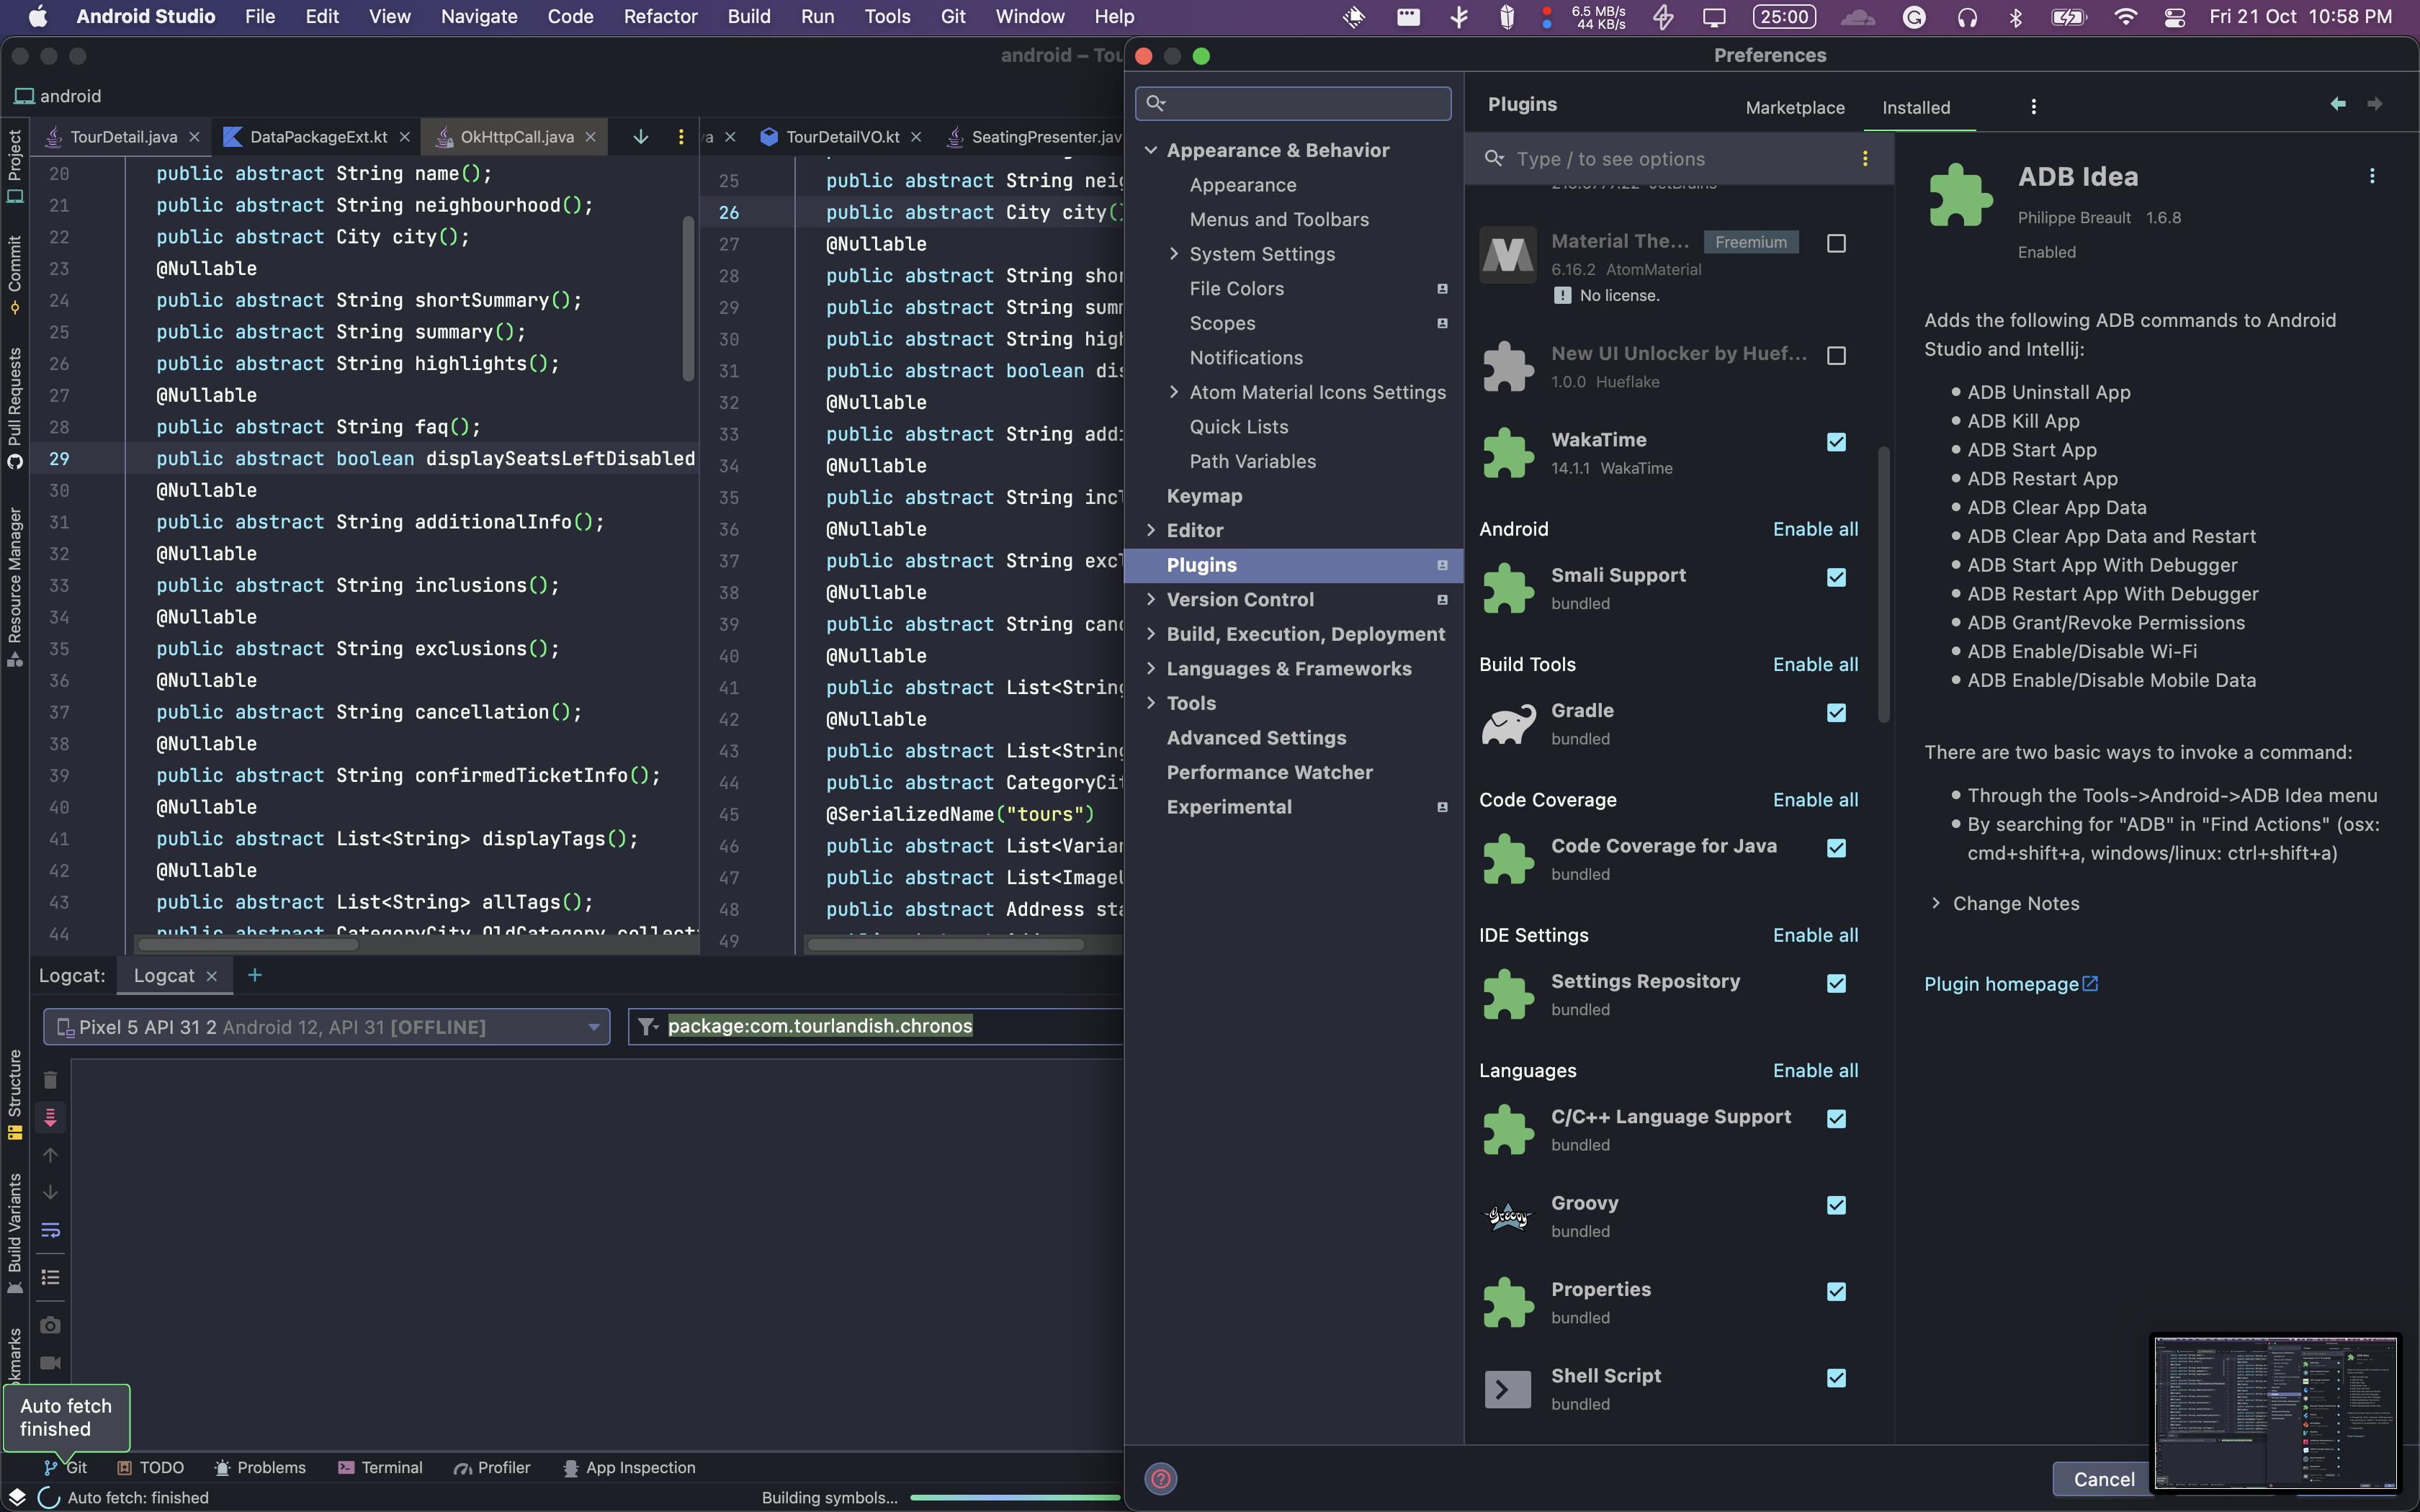 Android Studio File Edit View Navigate Code Refactor Build Run Tools Git Window Help
6.5 MB/s
44 KB/s
25:00
Fri 21 Oct 10:58 PM
android – Tou
android
Project
Commit
Pull Requests
Resource Manager
Structure
Build Variants
kmarks
TourDetail.java
DataPackageExt.kt
OkHttpCall.java
20 public abstract String name();
21 public abstract String neighbourhood();
22 public abstract City city();
23 @Nullable
24 public abstract String shortSummary();
25 public abstract String summary();
26 public abstract String highlights();
27 @Nullable
28 public abstract String faq();
29 public abstract boolean displaySeatsLeftDisabled
30 @Nullable
31 public abstract String additionalInfo();
32 @Nullable
33 public abstract String inclusions();
34 @Nullable
35 public abstract String exclusions();
36 @Nullable
37 public abstract String cancellation();
38 @Nullable
39 public abstract String confirmedTicketInfo();
40 @Nullable
41 public abstract List<String> displayTags();
42 @Nullable
43 public abstract List<String> allTags();
44 public abstract CategoryCity OldCategory collect
va
TourDetailVO.kt
SeatingPresenter.jav
25 public abstract String neig
26 public abstract City city()
27 @Nullable
28 public abstract String shor
29 public abstract String summ
30 public abstract String high
31 public abstract boolean dis
32 @Nullable
33 public abstract String addi
34 @Nullable
35 public abstract String incl
36 @Nullable
37 public abstract String excl
38 @Nullable
39 public abstract String canc
40 @Nullable
41 public abstract List<String
42 @Nullable
43 public abstract List<String
44 public abstract CategoryCit
45 @SerializedName("tours")
46 public abstract List<Varian
47 public abstract List<ImageU
48 public abstract Address sta
49
Logcat: Logcat
Pixel 5 API 31 2 Android 12, API 31 [OFFLINE]
package:com.tourlandish.chronos
Auto fetch
finished
Git TODO Problems Terminal Profiler App Inspection
Auto fetch: finished
Building symbols...
Preferences
Appearance & Behavior
Appearance
Menus and Toolbars
System Settings
File Colors
Scopes
Notifications
Atom Material Icons Settings
Quick Lists
Path Variables
Keymap
Editor
Plugins
Version Control
Build, Execution, Deployment
Languages & Frameworks
Tools
Advanced Settings
Performance Watcher
Experimental
Plugins
Marketplace
Installed
Type / to see options
JetBrains
Material The... Freemium
6.16.2 AtomMaterial
No license.
New UI Unlocker by Huef...
1.0.0 Hueflake
WakaTime
14.1.1 WakaTime
Android Enable all
Smali Support
bundled
Build Tools Enable all
Gradle
bundled
Code Coverage Enable all
Code Coverage for Java
bundled
IDE Settings Enable all
Settings Repository
bundled
Languages Enable all
C/C++ Language Support
bundled
Groovy
Groovy
bundled
Properties
bundled
Shell Script
bundled
ADB Idea
Philippe Breault 1.6.8
Enabled
Adds the following ADB commands to Android
Studio and Intellij:
ADB Uninstall App
ADB Kill App
ADB Start App
ADB Restart App
ADB Clear App Data
ADB Clear App Data and Restart
ADB Start App With Debugger
ADB Restart App With Debugger
ADB Grant/Revoke Permissions
ADB Enable/Disable Wi-Fi
ADB Enable/Disable Mobile Data
There are two basic ways to invoke a command:
Through the Tools->Android->ADB Idea menu
By searching for "ADB" in "Find Actions" (osx:
cmd+shift+a, windows/linux: ctrl+shift+a)
Change Notes
Plugin homepage
Cancel